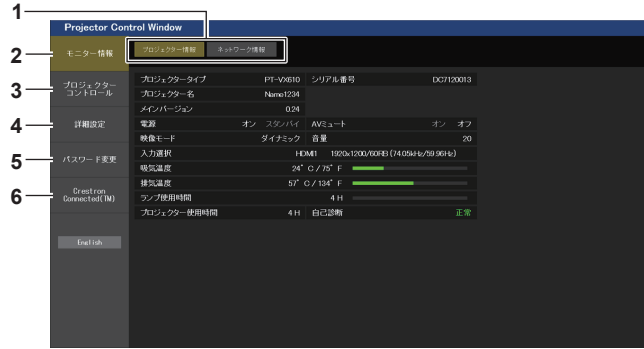 1
Projector Control Window
2
モニター情報
プロジェクター情報
ネットワーク情報
3
プロジェクター
コントロール
4
詳細設定
5
パスワード変更
6
Crestron
Connected(TM)
English
プロジェクタータイプ PT-VX610 シリアル番号 DC7120013
プロジェクター名 Name1234
メインバージョン 0.24
電源 オン スタンバイ AVミュート オン オフ
映像モード ダイナミック 音量 20
入力選択 HDMI1 1920x1200/60RB (74.05kHz/59.96Hz)
吸気温度 24° C / 75° F
排気温度 57° C / 134° F
ランプ使用時間 4 H
プロジェクター使用時間 4 H 自己診断 正常